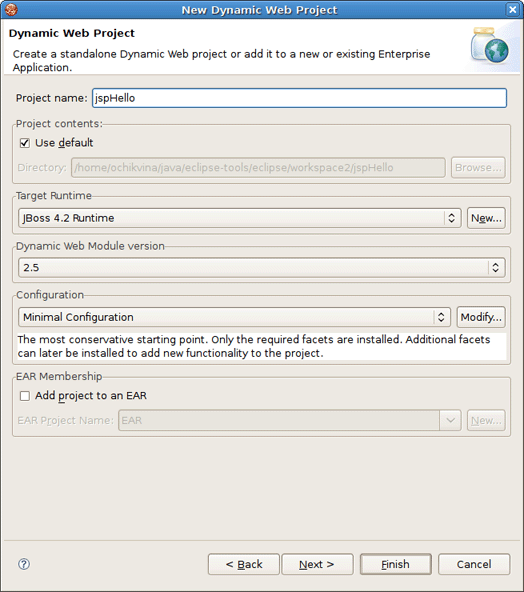 New Dynamic Web Project
Dynamic Web Project
Create a standalone Dynamic Web project or add it to a new or existing Enterprise
Application.
Project name: jspHello
Project contents:
Use default
Directory: /home/ochikvina/java/eclipse-tools/eclipse/workspace2/jspHello Browse...
Target Runtime
JBoss 4.2 Runtime New...
Dynamic Web Module version
2.5
Configuration
Minimal Configuration Modify...
The most conservative starting point. Only the required facets are installed. Additional facets
can later be installed to add new functionality to the project.
EAR Membership
Add project to an EAR
EAR Project Name: EAR New...
? < Back Next > Finish Cancel